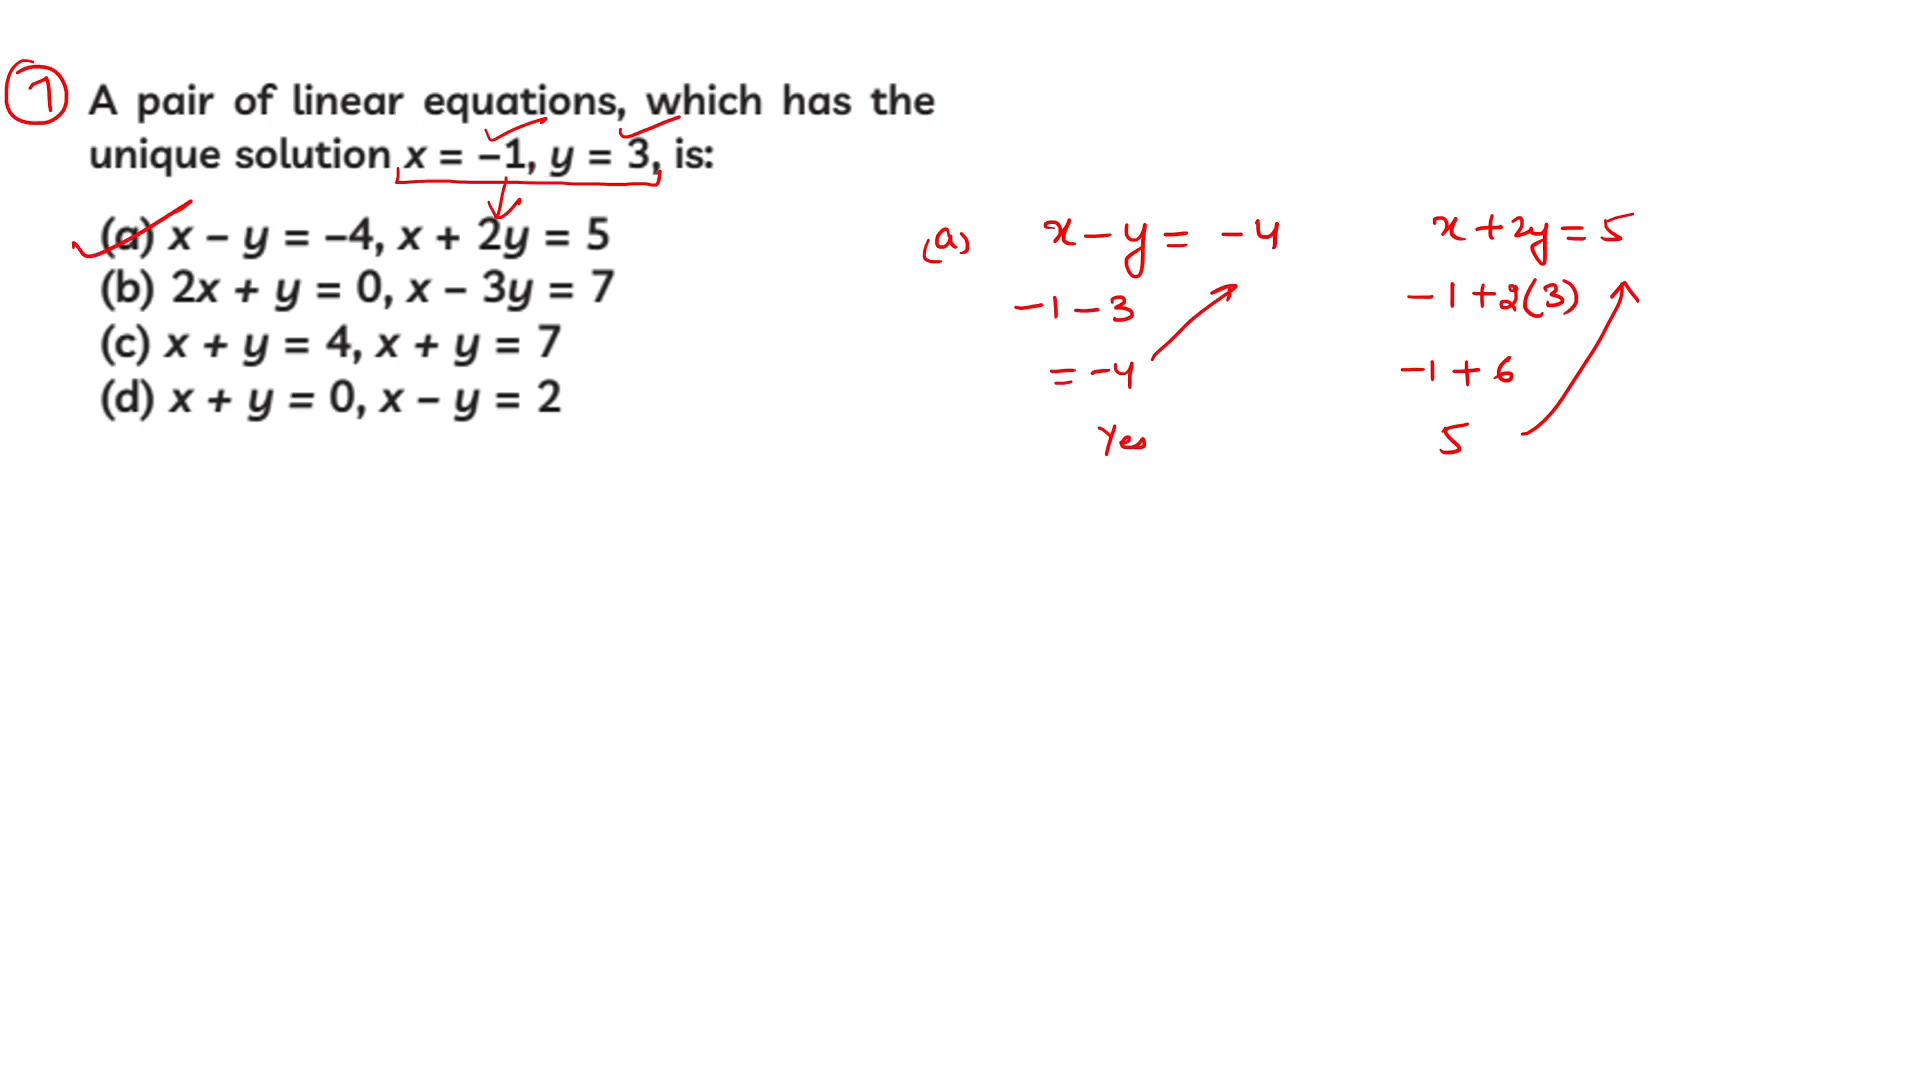 7
A pair of linear equations, which has the
unique solution x = –1, y = 3, is:
(a) x – y = –4, x + 2y = 5
(b) 2x + y = 0, x – 3y = 7
(c) x + y = 4, x + y = 7
(d) x + y = 0, x – y = 2
(a) x - y = -4
-1 - 3
= -4
Yes
x + 2y = 5
-1 + 2(3)
-1 + 6
5